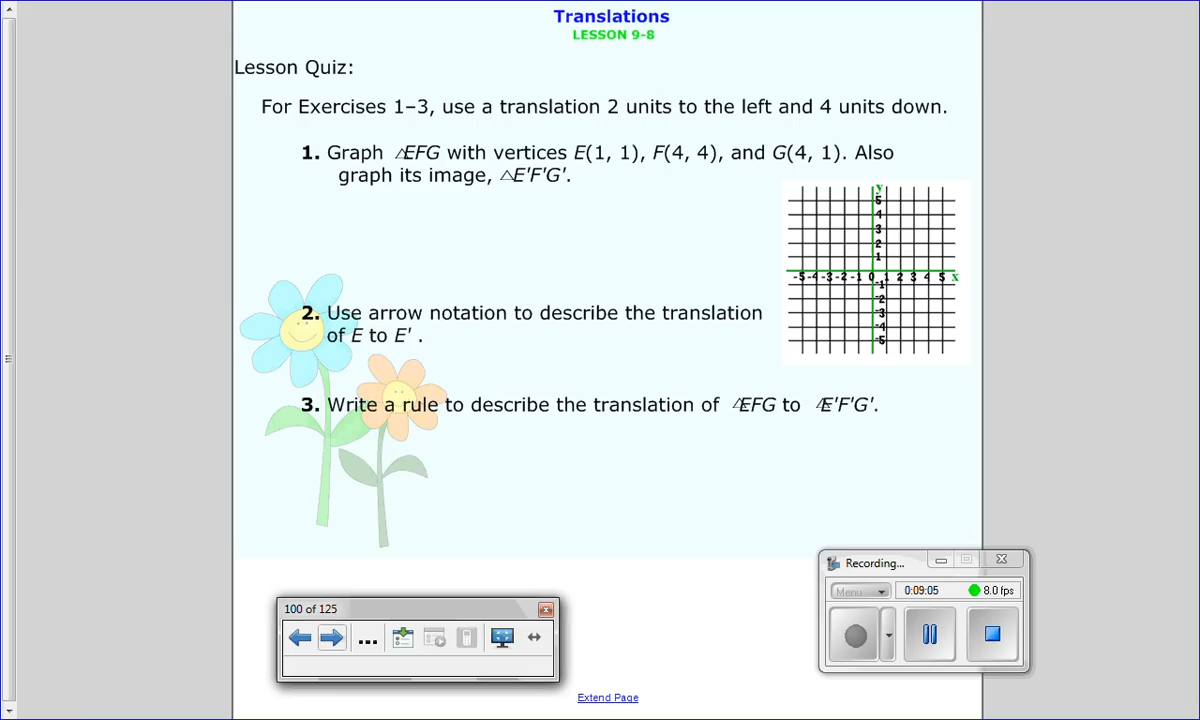 Translations
LESSON 9-8
Lesson Quiz:
For Exercises 1–3, use a translation 2 units to the left and 4 units down.
1. Graph △EFG with vertices E(1, 1), F(4, 4), and G(4, 1). Also
graph its image, △E'F'G'.
y
5
4
3
2
1
-5 -4 -3 -2 -1 0 1 2 3 4 5 x
-1
-2
-3
-4
-5
2. Use arrow notation to describe the translation
of E to E' .
3. Write a rule to describe the translation of △EFG to △E'F'G'.
Recording...
Menu 0:09:05 8.0 fps
100 of 125
...
Extend Page